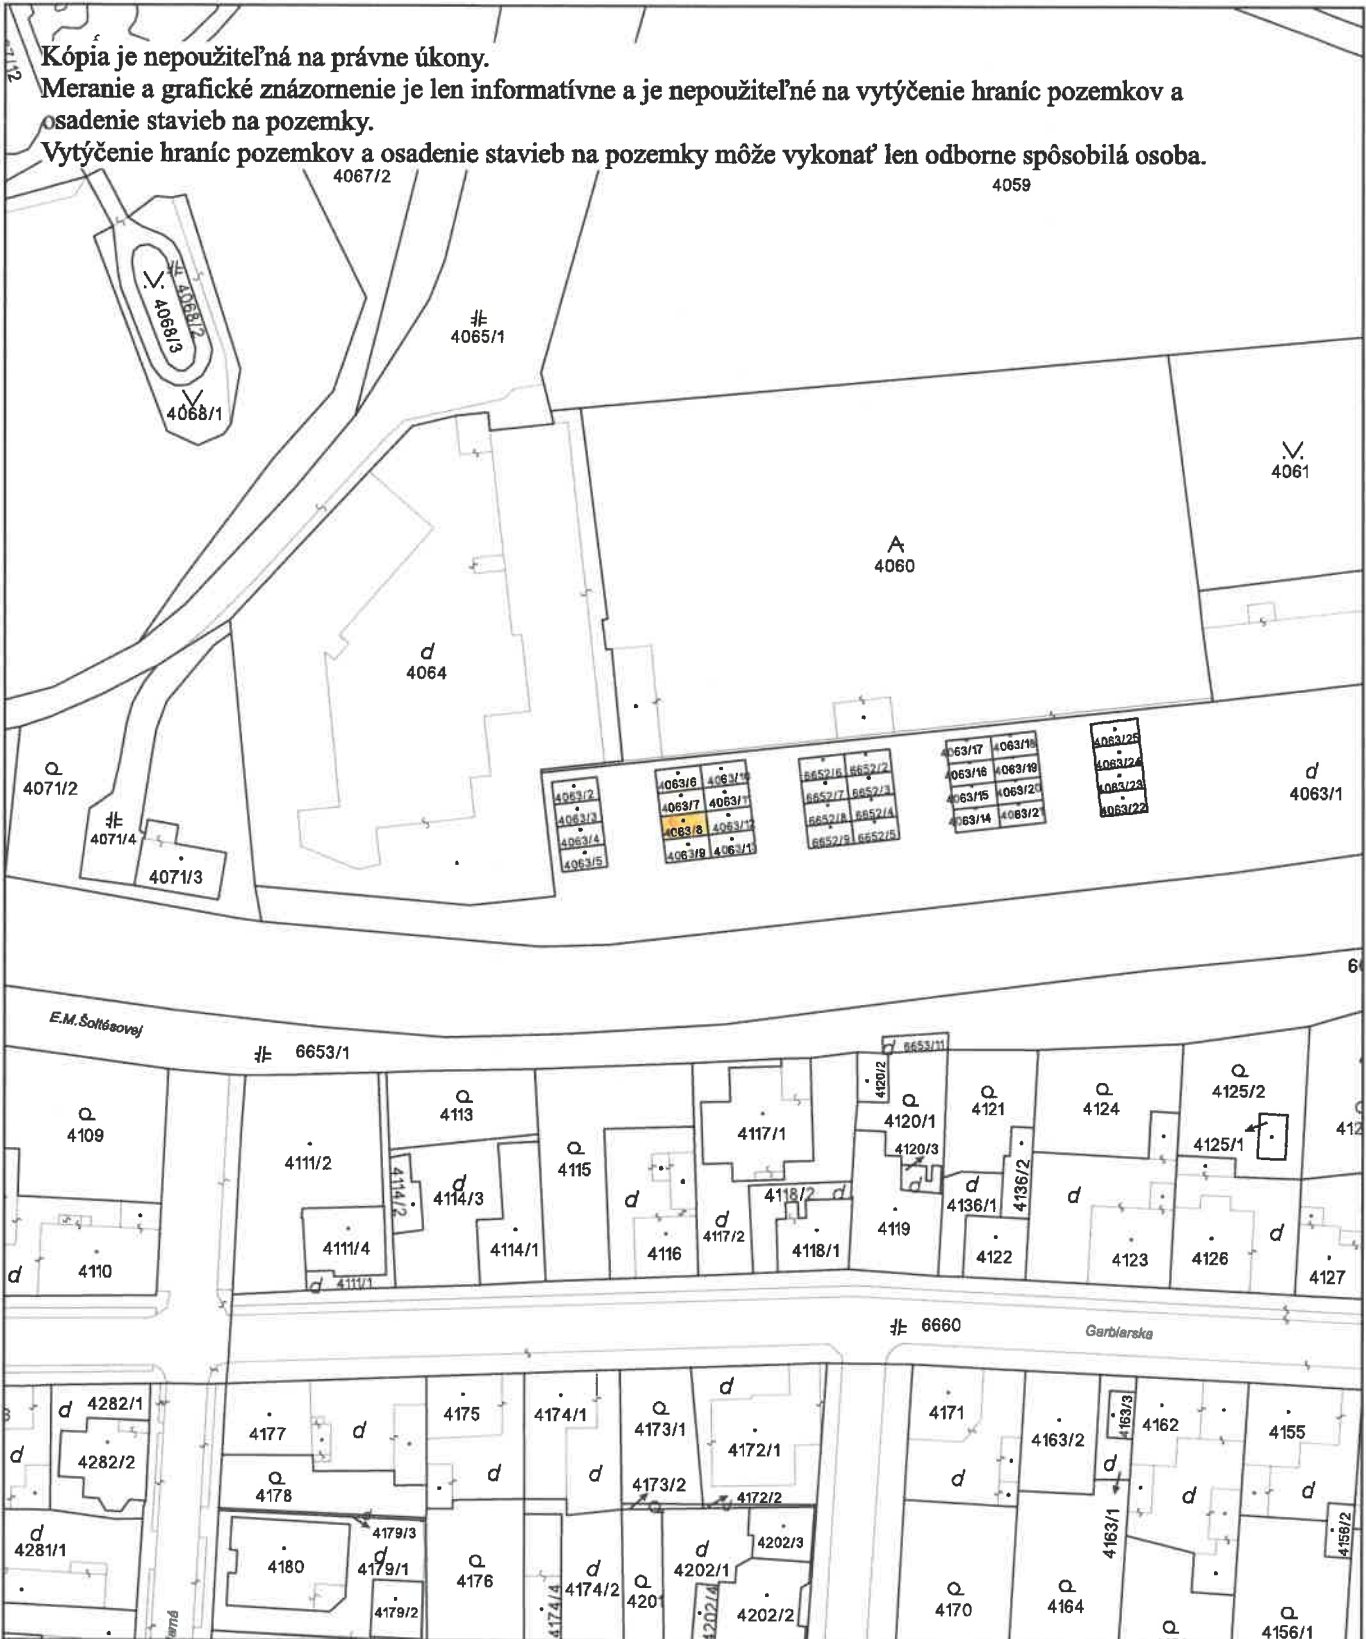 Kópia je nepoužiteľná na právne úkony.
Meranie a grafické znázornenie je len informatívne a je nepoužiteľné na vytýčenie hraníc pozemkov a
osadenie stavieb na pozemky.
Vytýčenie hraníc pozemkov a osadenie stavieb na pozemky môže vykonať len odborne spôsobilá osoba.
4067/2
4059
4068/2
4068/3
4068/1
4065/1
4061
4060
d
4064
4071/2
4071/4
4071/3
4063/2
4063/3
4063/4
4063/5
4063/6
4063/7
4063/8
4063/9
4063/12
6652/6 6652/2
6652/7 6652/3
6652/8 6652/4
6652/9 6652/5
4063/17 4063/18
4063/16 4063/19
4063/15 4063/20
4063/14
4063/25
4063/24
4063/23
4063/22
d
4063/1
E.M.Šoltésovej
6653/1
d 6653/11
4109
4111/2
4113
4115
4117/1
4120/2
4120/1
4120/3
4121
4124
4125/2
4125/1
4114/2
d
4114/3
d
4118/2 d
d
d
4136/1
4136/2
d
d
4110
d
4111/4
d 4111/1
4114/1
4116
d
4117/2
4118/1
4119
4122
4123
4126
4127
6660
Garbiarska
4282/1
d
4282/2
d
4177
d
4178
4175
d
4174/1
d
4173/1
4173/2
d
4172/1
4172/2
4171
d
4163/2
4163/3
d
4163/1
4162
d
4155
d
4156/2
d
4281/1
4180
4179/3
d
4179/1
4179/2
4176
4174/4
d
4174/2
4201
d
4202/1
4202/3
4202/4
4202/2
4170
4164
4156/1